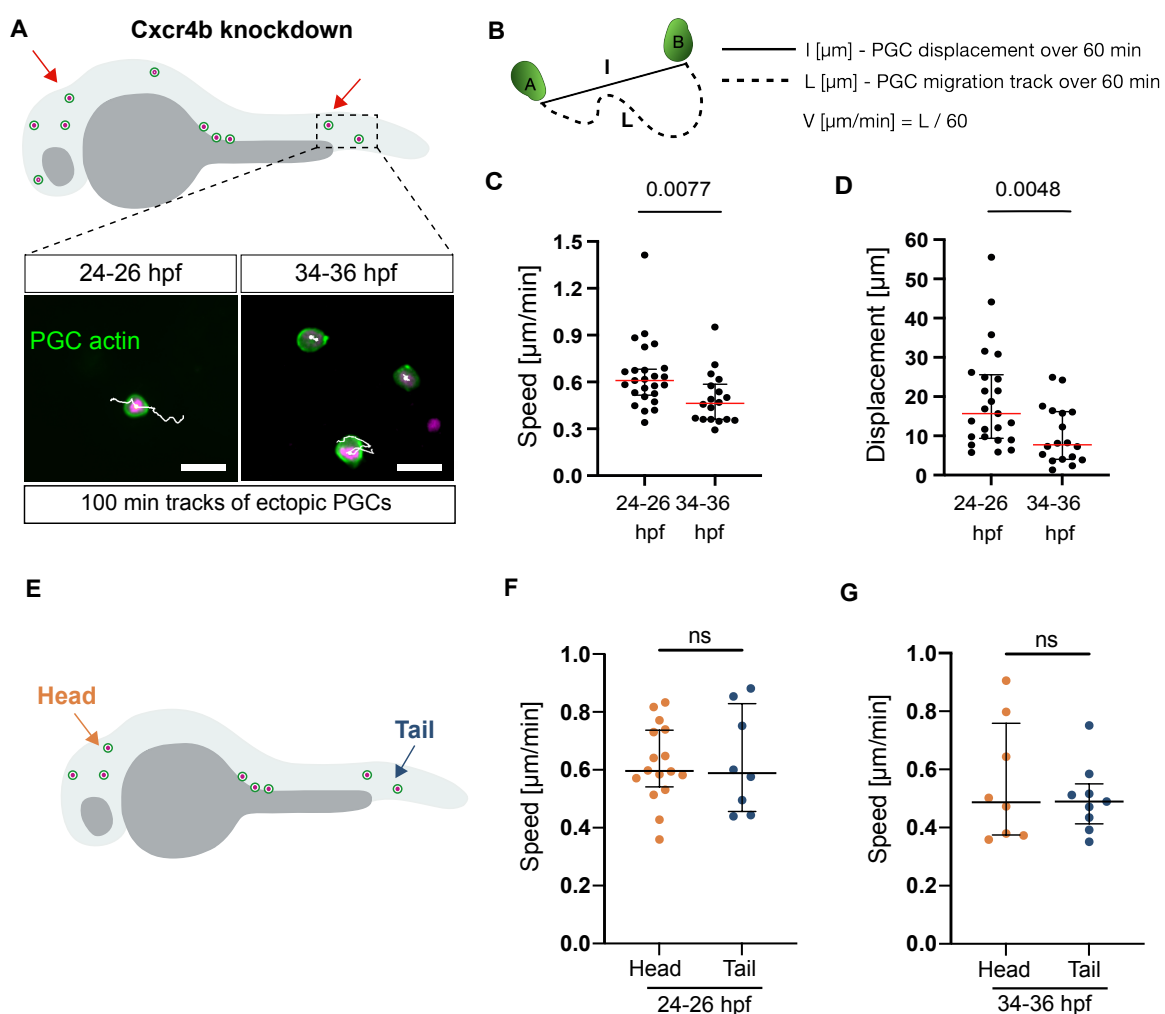 A
Cxcr4b knockdown
24-26 hpf
34-36 hpf
PGC actin
100 min tracks of ectopic PGCs
B
A
B
I
L
I [µm] - PGC displacement over 60 min
L [µm] - PGC migration track over 60 min
V [µm/min] = L / 60
C
0.0077
Speed [µm/min]
1.5
1.2
0.9
0.6
0.3
0.0
24-26 34-36
hpf hpf
D
0.0048
Displacement [µm]
60
50
40
30
20
10
0
24-26 34-36
hpf hpf
E
Head
Tail
F
ns
Speed [µm/min]
1.0
0.8
0.6
0.4
0.2
0.0
Head Tail
24-26 hpf
G
ns
Speed [µm/min]
1.0
0.8
0.6
0.4
0.2
0.0
Head Tail
34-36 hpf